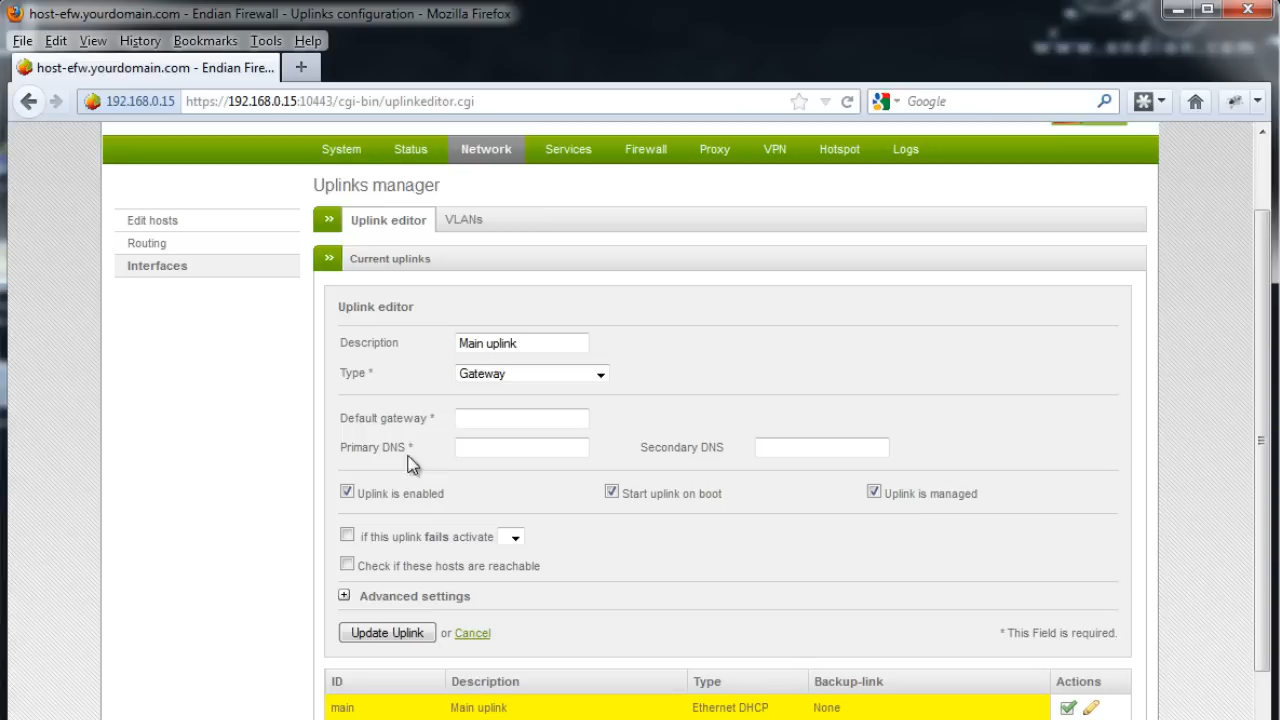 host-efw.yourdomain.com - Endian Firewall - Uplinks configuration - Mozilla Firefox
File Edit View History Bookmarks Tools Help
www.endian.com
host-efw.yourdomain.com - Endian Fire... +
192.168.0.15 https://192.168.0.15:10443/cgi-bin/uplinkeditor.cgi Google
System Status Network Services Firewall Proxy VPN Hotspot Logs
Uplinks manager
Edit hosts
Routing
Interfaces
>> Uplink editor VLANs
>> Current uplinks
Uplink editor
Description Main uplink
Type * Gateway
Default gateway *
Primary DNS * Secondary DNS
Uplink is enabled Start uplink on boot Uplink is managed
if this uplink fails activate
Check if these hosts are reachable
+ Advanced settings
Update Uplink or Cancel * This Field is required.
ID Description Type Backup-link Actions
main Main uplink Ethernet DHCP None